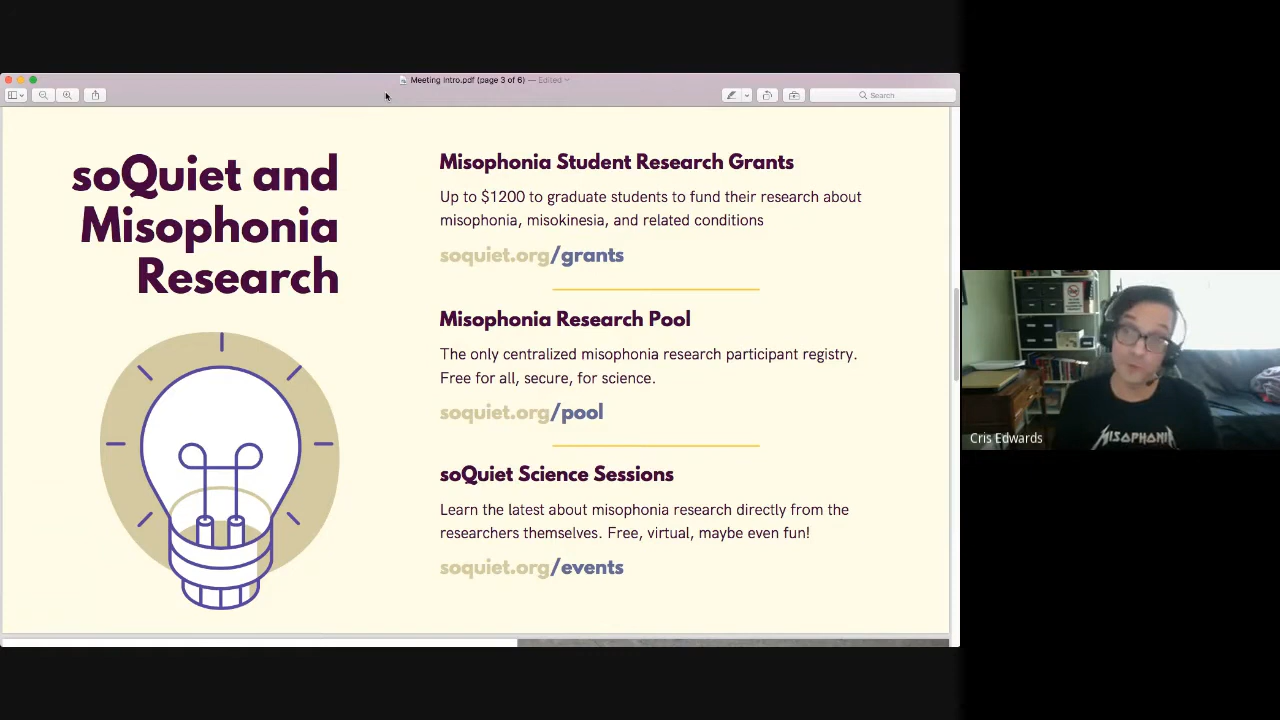 Meeting Intro.pdf (page 3 of 6) — Edited
Search
soQuiet and
Misophonia
Research
Misophonia Student Research Grants
Up to $1200 to graduate students to fund their research about
misophonia, misokinesia, and related conditions
soquiet.org/grants
Misophonia Research Pool
The only centralized misophonia research participant registry.
Free for all, secure, for science.
soquiet.org/pool
soQuiet Science Sessions
Learn the latest about misophonia research directly from the
researchers themselves. Free, virtual, maybe even fun!
soquiet.org/events
MISOPHONIA
Cris Edwards